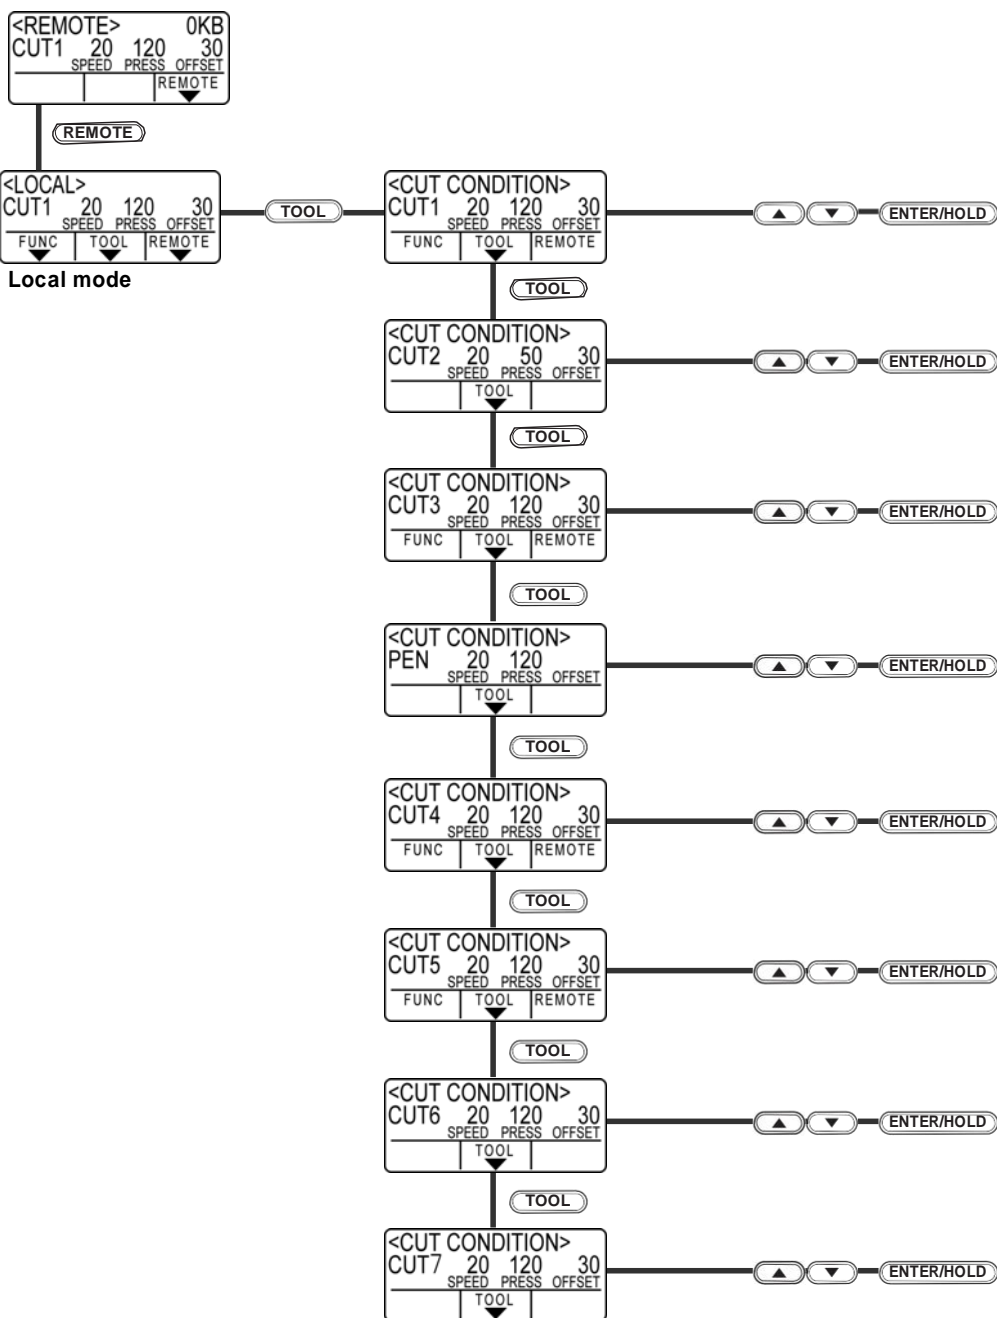 <REMOTE> 0KB
CUT1 20 120 30
SPEED PRESS OFFSET
REMOTE
REMOTE
<LOCAL>
CUT1 20 120 30
SPEED PRESS OFFSET
FUNC TOOL REMOTE
Local mode
TOOL
<CUT CONDITION>
CUT1 20 120 30
SPEED PRESS OFFSET
FUNC TOOL REMOTE
ENTER/HOLD
TOOL
<CUT CONDITION>
CUT2 20 50 30
SPEED PRESS OFFSET
TOOL
ENTER/HOLD
TOOL
<CUT CONDITION>
CUT3 20 120 30
SPEED PRESS OFFSET
FUNC TOOL REMOTE
ENTER/HOLD
TOOL
<CUT CONDITION>
PEN 20 120
SPEED PRESS OFFSET
TOOL
ENTER/HOLD
TOOL
<CUT CONDITION>
CUT4 20 120 30
SPEED PRESS OFFSET
FUNC TOOL REMOTE
ENTER/HOLD
TOOL
<CUT CONDITION>
CUT5 20 120 30
SPEED PRESS OFFSET
FUNC TOOL REMOTE
ENTER/HOLD
TOOL
<CUT CONDITION>
CUT6 20 120 30
SPEED PRESS OFFSET
TOOL
ENTER/HOLD
TOOL
<CUT CONDITION>
CUT7 20 120 30
SPEED PRESS OFFSET
TOOL
ENTER/HOLD